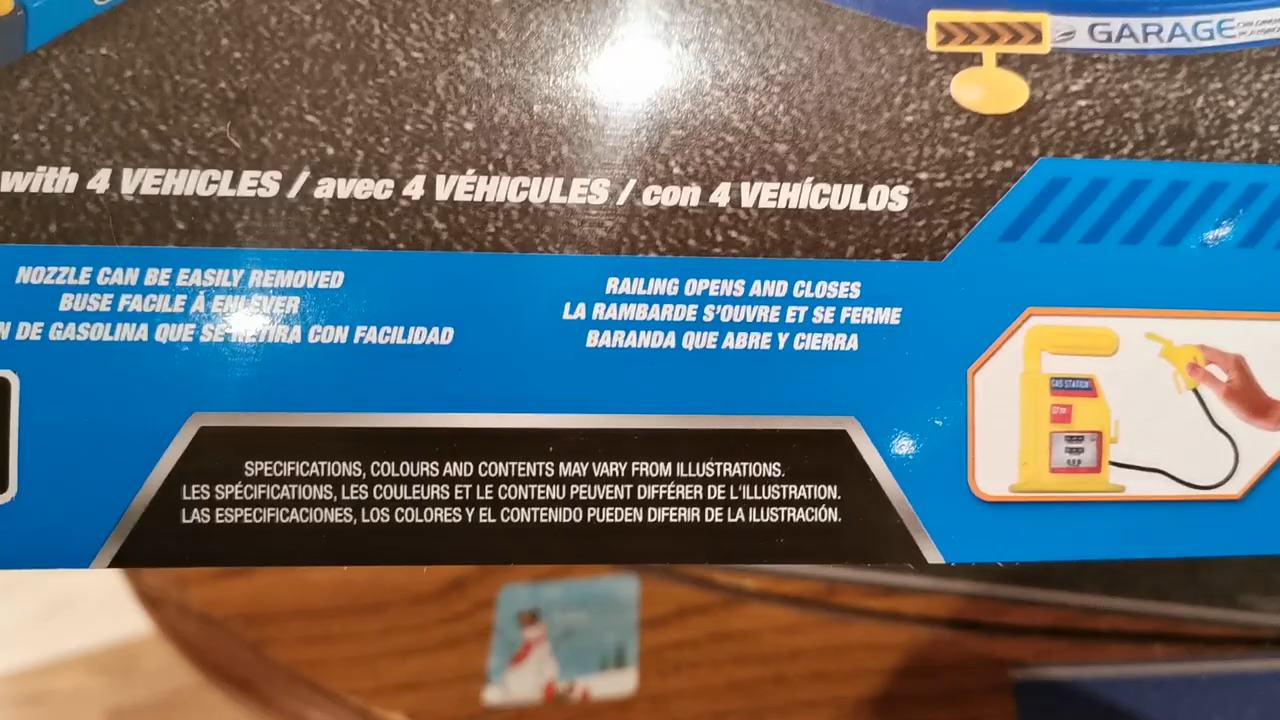 GARAGE
with 4 VEHICLES / avec 4 VÉHICULES / con 4 VEHÍCULOS
NOZZLE CAN BE EASILY REMOVED
BUSE FACILE À ENLEVER
N DE GASOLINA QUE SE RETIRA CON FACILIDAD
RAILING OPENS AND CLOSES
LA RAMBARDE S'OUVRE ET SE FERME
BARANDA QUE ABRE Y CIERRA
GAS STATION
SPECIFICATIONS, COLOURS AND CONTENTS MAY VARY FROM ILLUSTRATIONS.
LES SPÉCIFICATIONS, LES COULEURS ET LE CONTENU PEUVENT DIFFÉRER DE L'ILLUSTRATION.
LAS ESPECIFICACIONES, LOS COLORES Y EL CONTENIDO PUEDEN DIFERIR DE LA ILUSTRACIÓN.